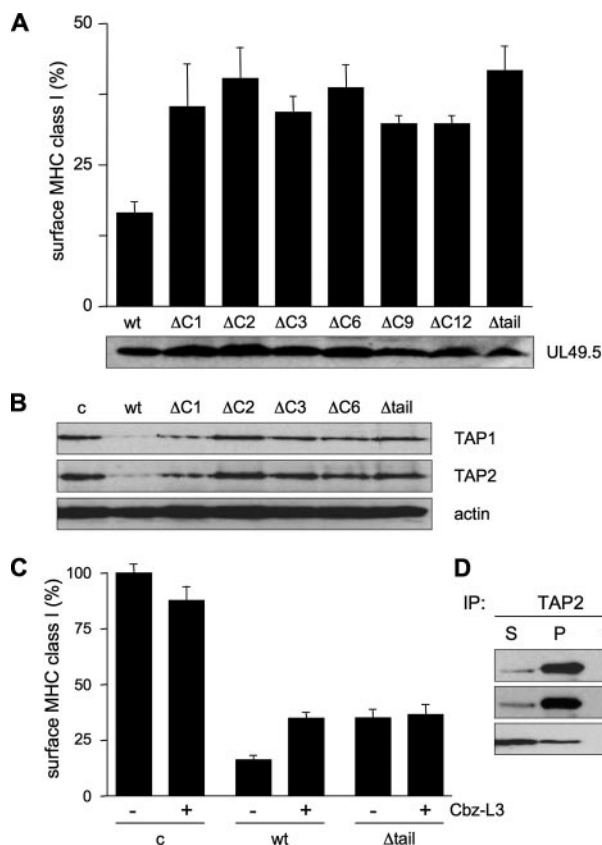 A
surface MHC class I (%)
50
25
0
wt ΔC1 ΔC2 ΔC3 ΔC6 ΔC9 ΔC12 Δtail
UL49.5
B
c wt ΔC1 ΔC2 ΔC3 ΔC6 Δtail
TAP1
TAP2
actin
C
surface MHC class I (%)
100
75
50
25
0
- + - + - + Cbz-L3
c wt Δtail
D
IP: TAP2
S P